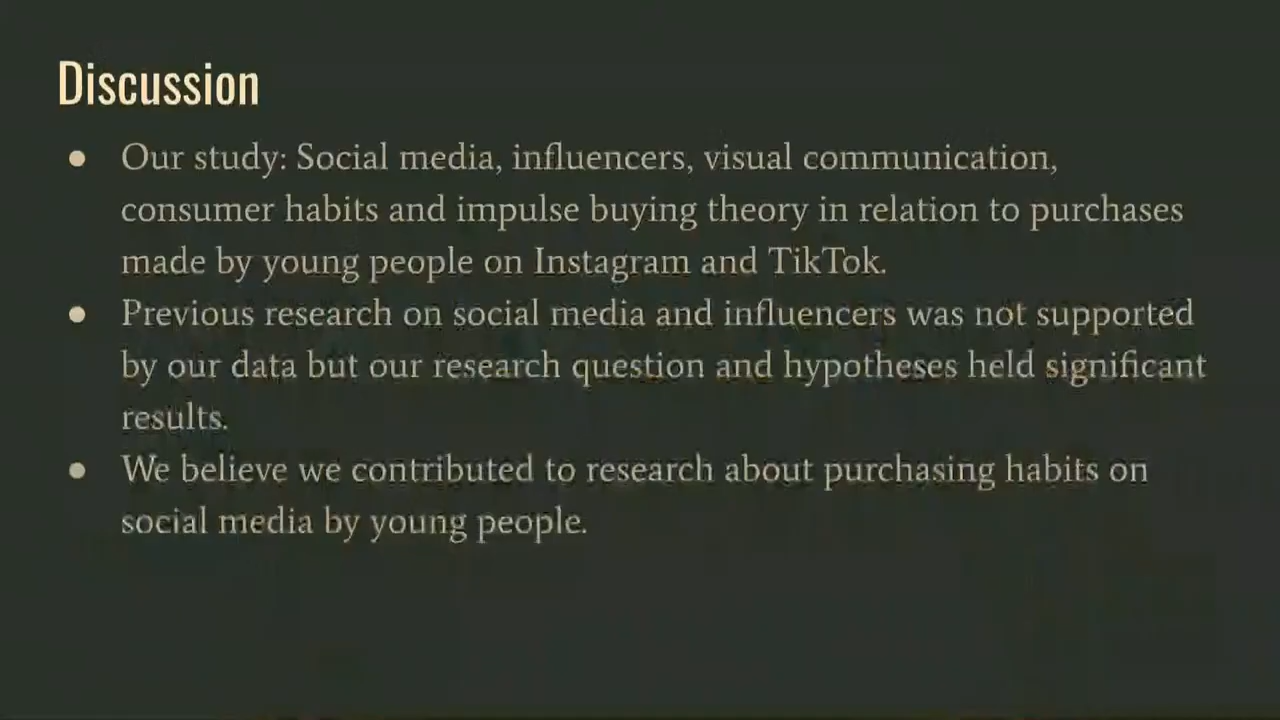 Discussion
● Our study: Social media, influencers, visual communication,
consumer habits and impulse buying theory in relation to purchases
made by young people on Instagram and TikTok.
● Previous research on social media and influencers was not supported
by our data but our research question and hypotheses held significant
results.
● We believe we contributed to research about purchasing habits on
social media by young people.